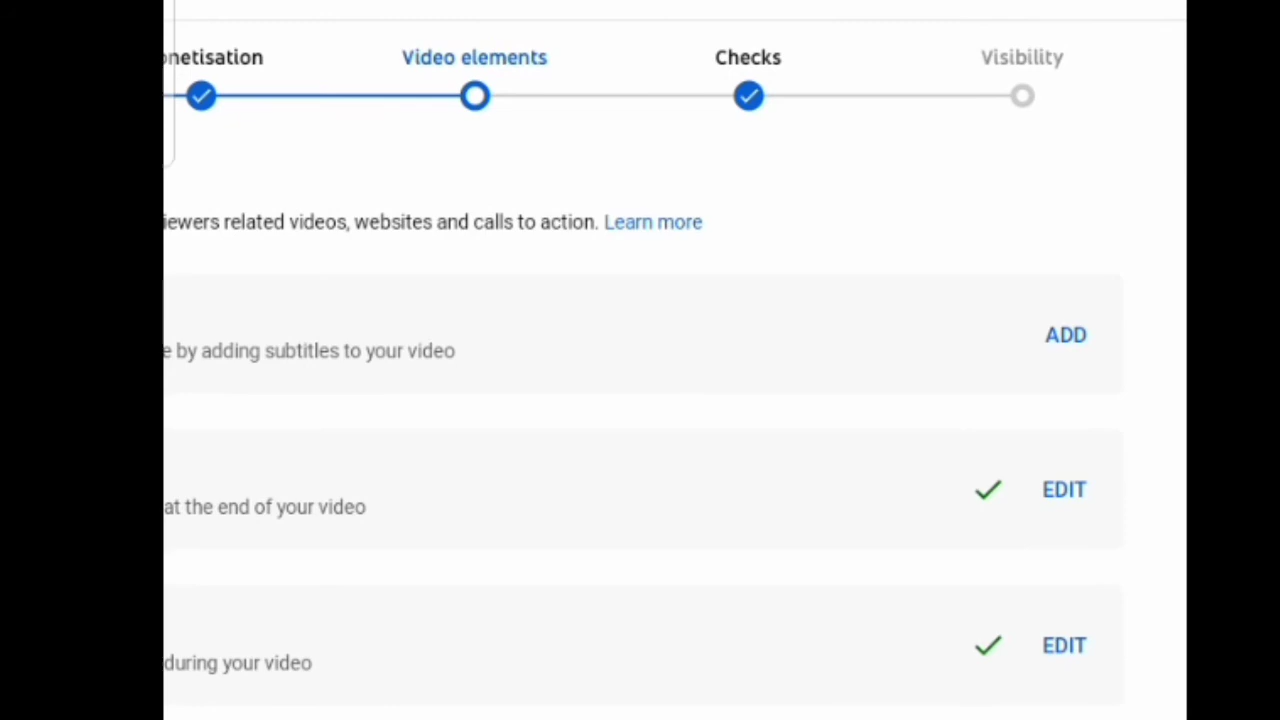 netisation Video elements Checks Visibility
iewers related videos, websites and calls to action. Learn more
ADD
e by adding subtitles to your video
EDIT
at the end of your video
EDIT
during your video